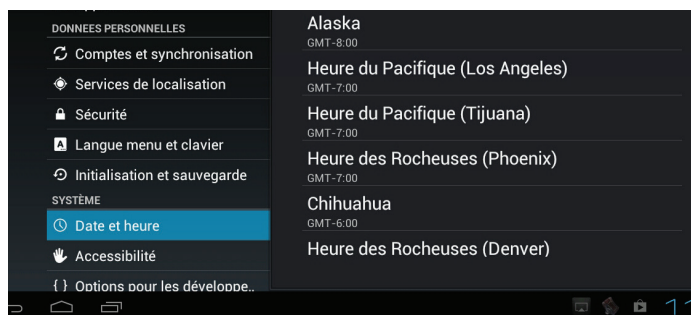 DONNEES PERSONNELLES
Comptes et synchronisation
Services de localisation
Sécurité
Langue menu et clavier
Initialisation et sauvegarde
SYSTÈME
Date et heure
Accessibilité
{ } Options pour les développe..
Alaska
GMT-8:00
Heure du Pacifique (Los Angeles)
GMT-7:00
Heure du Pacifique (Tijuana)
GMT-7:00
Heure des Rocheuses (Phoenix)
GMT-7:00
Chihuahua
GMT-6:00
Heure des Rocheuses (Denver)